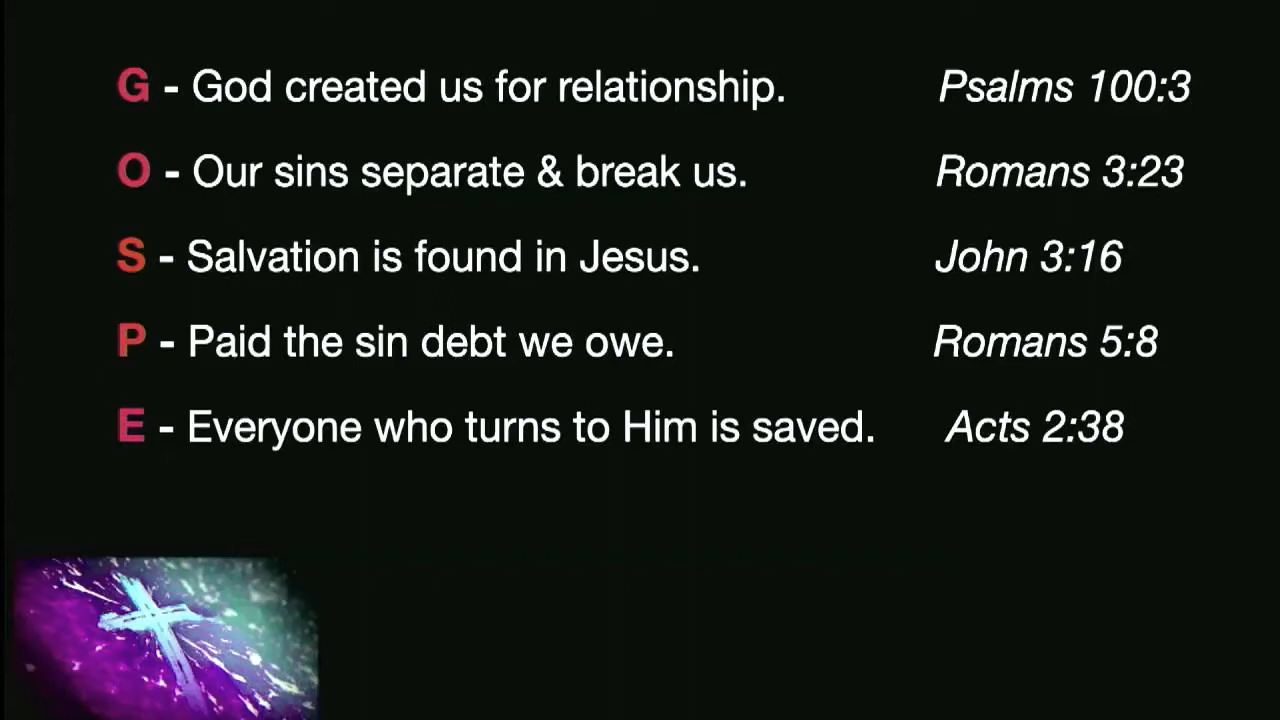 G - God created us for relationship. Psalms 100:3
O - Our sins separate & break us. Romans 3:23
S - Salvation is found in Jesus. John 3:16
P - Paid the sin debt we owe. Romans 5:8
E - Everyone who turns to Him is saved. Acts 2:38